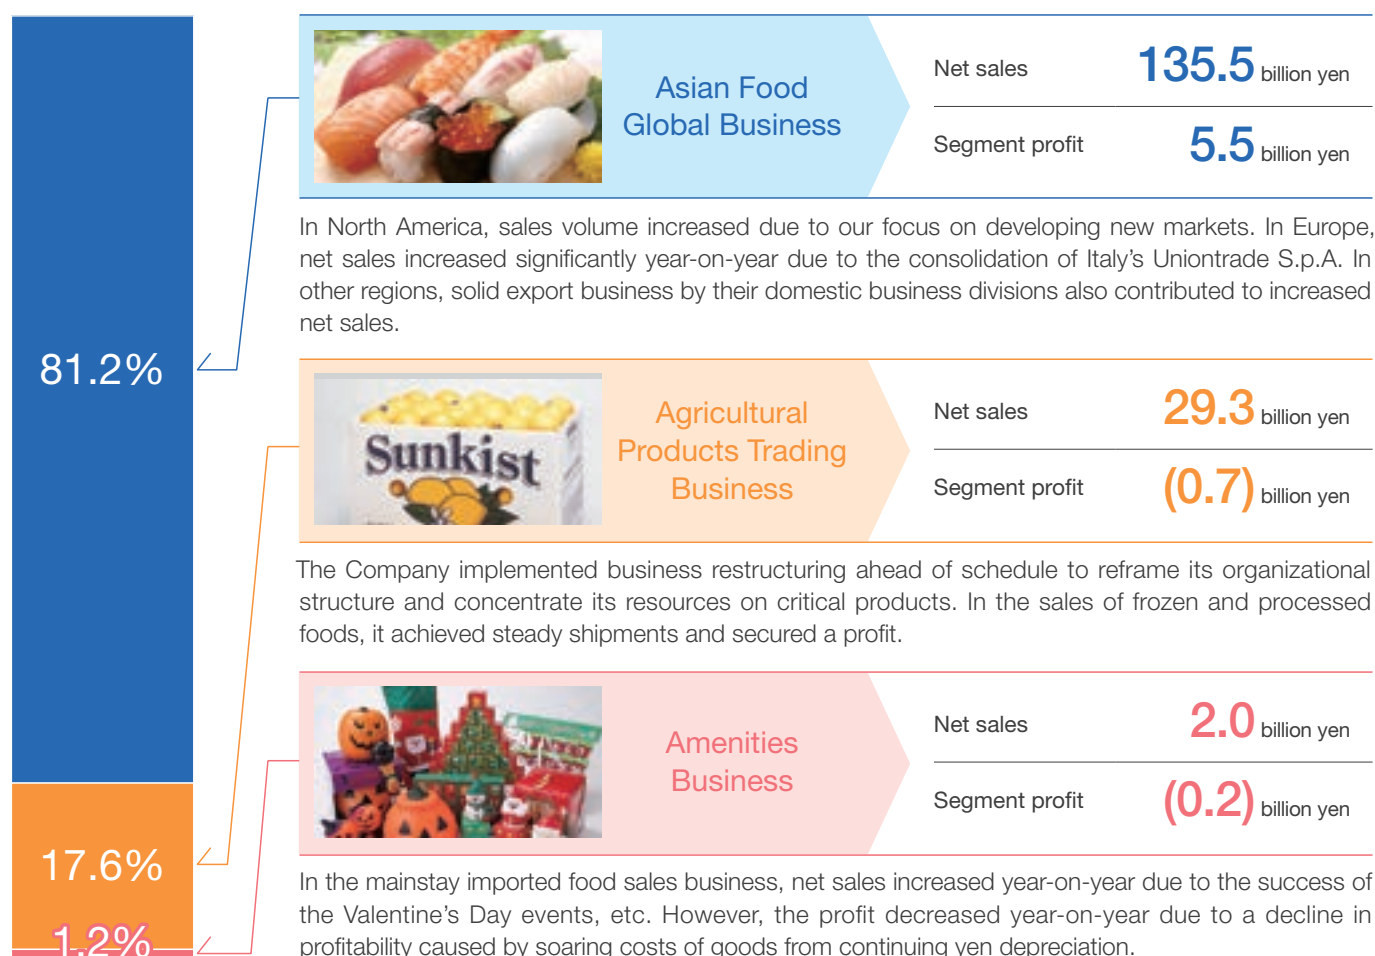 81.2%
17.6%
1.2%
Asian Food
Global Business
Net sales 135.5 billion yen
Segment profit 5.5 billion yen
In North America, sales volume increased due to our focus on developing new markets. In Europe,
net sales increased significantly year-on-year due to the consolidation of Italy’s Uniontrade S.p.A. In
other regions, solid export business by their domestic business divisions also contributed to increased
net sales.
Sunkist
Agricultural
Products Trading
Business
Net sales 29.3 billion yen
Segment profit (0.7) billion yen
The Company implemented business restructuring ahead of schedule to reframe its organizational
structure and concentrate its resources on critical products. In the sales of frozen and processed
foods, it achieved steady shipments and secured a profit.
Amenities
Business
Net sales 2.0 billion yen
Segment profit (0.2) billion yen
In the mainstay imported food sales business, net sales increased year-on-year due to the success of
the Valentine’s Day events, etc. However, the profit decreased year-on-year due to a decline in
profitability caused by soaring costs of goods from continuing yen depreciation.